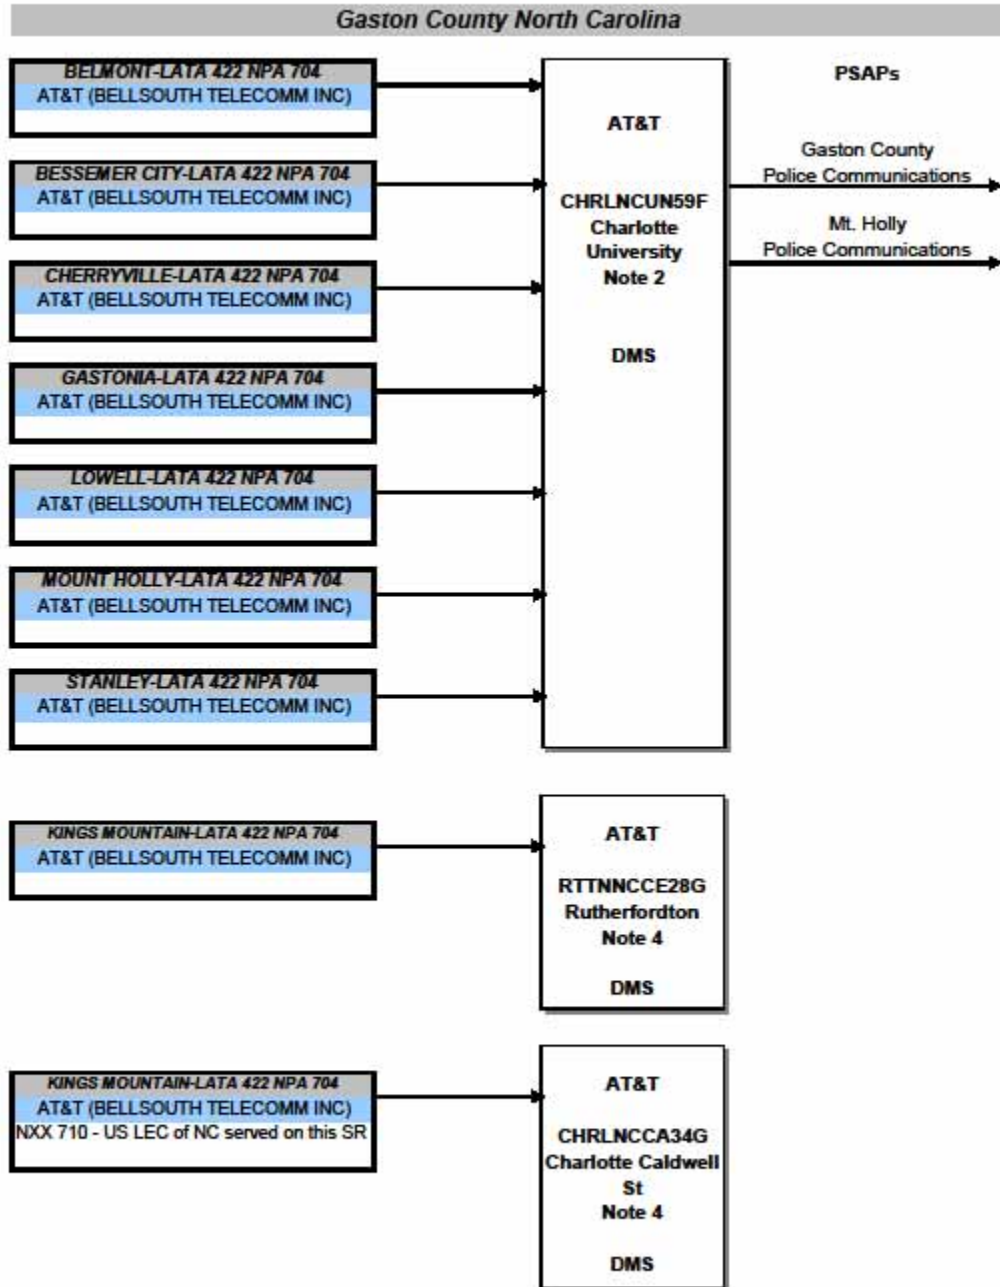 Gaston County North Carolina
BELMONT-LATA 422 NPA 704
AT&T (BELLSOUTH TELECOMM INC)
BESSEMER CITY-LATA 422 NPA 704
AT&T (BELLSOUTH TELECOMM INC)
CHERRYVILLE-LATA 422 NPA 704
AT&T (BELLSOUTH TELECOMM INC)
GASTONIA-LATA 422 NPA 704
AT&T (BELLSOUTH TELECOMM INC)
LOWELL-LATA 422 NPA 704
AT&T (BELLSOUTH TELECOMM INC)
MOUNT HOLLY-LATA 422 NPA 704
AT&T (BELLSOUTH TELECOMM INC)
STANLEY-LATA 422 NPA 704
AT&T (BELLSOUTH TELECOMM INC)
AT&T
CHRLNCUN59F
Charlotte
University
Note 2
DMS
PSAPs
Gaston County
Police Communications
Mt. Holly
Police Communications
KINGS MOUNTAIN-LATA 422 NPA 704
AT&T (BELLSOUTH TELECOMM INC)
AT&T
RTTNNCCE28G
Rutherfordton
Note 4
DMS
KINGS MOUNTAIN-LATA 422 NPA 704
AT&T (BELLSOUTH TELECOMM INC)
NXX 710 - US LEC of NC served on this SR
AT&T
CHRLNCCA34G
Charlotte Caldwell
St
Note 4
DMS